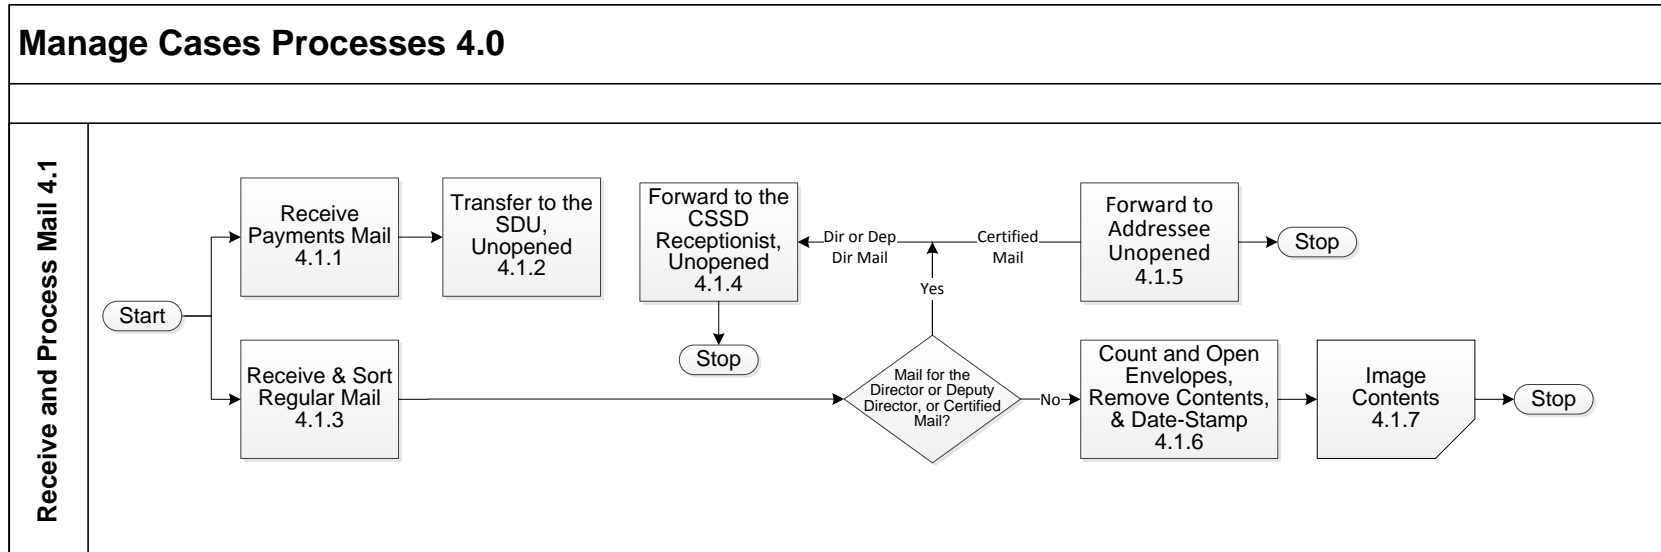 Manage Cases Processes 4.0
Receive and Process Mail 4.1
Start
Receive
Payments Mail
4.1.1
Transfer to the
SDU,
Unopened
4.1.2
Receive & Sort
Regular Mail
4.1.3
Forward to the
CSSD
Receptionist,
Unopened
4.1.4
Stop
Dir or Dep
Dir Mail
Certified
Mail
Yes
Forward to
Addressee
Unopened
4.1.5
Stop
Mail for the
Director or Deputy
Director, or Certified
Mail?
No
Count and Open
Envelopes,
Remove Contents,
& Date-Stamp
4.1.6
Image
Contents
4.1.7
Stop